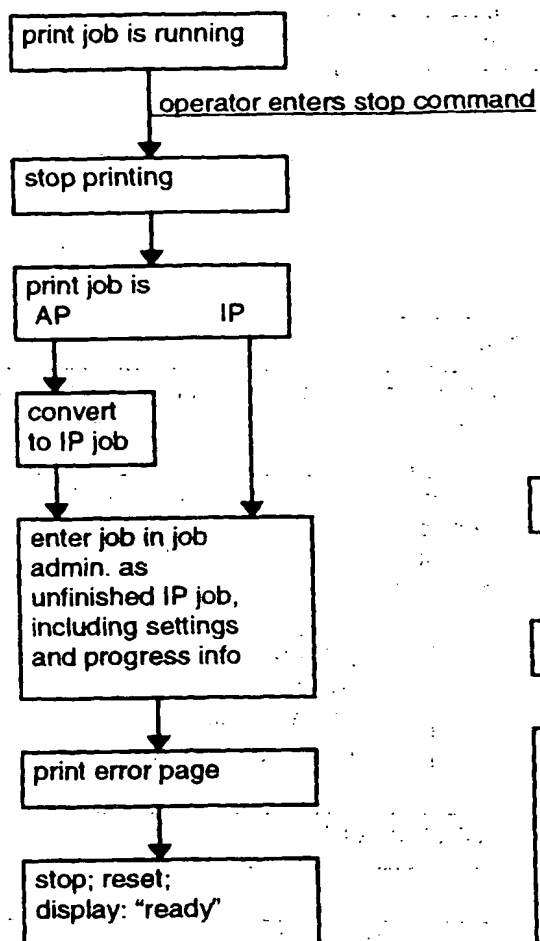 print job is running
operator enters stop command
stop printing
print job is
AP IP
convert
to IP job
enter job in job
admin. as
unfinished IP job,
including settings
and progress info
print error page
stop; reset;
display: "ready"